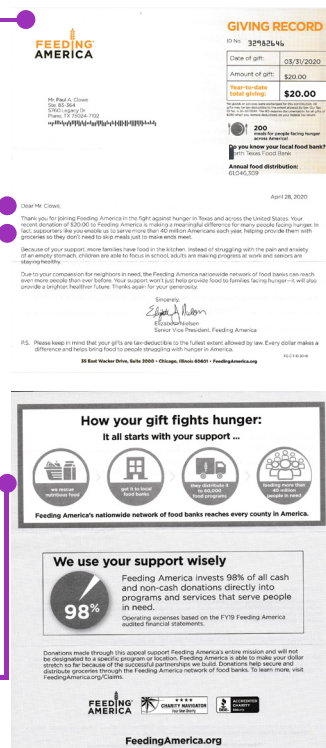 GIVING RECORD
FEEDING
AMERICA
ID No. 32982646
Date of gift: 03/31/2020
Amount of gift: $20.00
Year-to-date
total giving: $20.00
Mr. Paul A. Clowe
Ste. B3-364
5760 Legacy Dr
Plano, TX 75024-7102
200
meals for people facing hunger
across America!
Do you know your local food bank?
North Texas Food Bank
Annual food distribution:
61,046,309
April 28, 2020
Dear Mr. Clowe,
Thank you for joining Feeding America in the fight against hunger in Texas and across the United States. Your
recent donation of $20.00 to Feeding America is making a meaningful difference for many people facing hunger. In
fact, supporters like you enable us to serve more than 40 million Americans each year, helping provide them with
groceries so they don't need to skip meals just to make ends meet.
Because of your support, more families have food in the kitchen. Instead of struggling with the pain and anxiety
of an empty stomach, children are able to focus in school, adults are making progress at work and seniors are
staying healthy.
Due to your compassion for neighbors in need, the Feeding America nationwide network of food banks can reach
even more people than ever before. Your support won't just help provide food to families facing hunger—it will also
provide a brighter, healthier future. Thanks again for your generosity.
Sincerely,
Elizabeth Nielsen
Senior Vice President, Feeding America
P.S. Please keep in mind that your gifts are tax-deductible to the fullest extent allowed by law. Every dollar makes a
difference and helps bring food to people struggling with hunger in America.
35 East Wacker Drive, Suite 2000 • Chicago, Illinois 60601 • FeedingAmerica.org
How your gift fights hunger:
It all starts with your support ...
we rescue
nutritious food
get it to local
food banks
they distribute it
to 60,000
food programs
feeding more than
40 million
people in need
Feeding America's nationwide network of food banks reaches every county in America.
We use your support wisely
98%
Feeding America invests 98% of all cash
and non-cash donations directly into
programs and services that serve people
in need.
Operating expenses based on the FY19 Feeding America
audited financial statements.
Donations made through this appeal support Feeding America's entire mission and will not
be designated to a specific program or location. Feeding America is able to make your dollar
stretch so far because of the successful partnerships we build. Donations help secure and
distribute groceries through the Feeding America network of food banks. To learn more, visit
FeedingAmerica.org/Claims.
FEEDING
AMERICA
CHARITY NAVIGATOR
Four Star Charity
BBB
ACCREDITED
CHARITY
FeedingAmerica.org